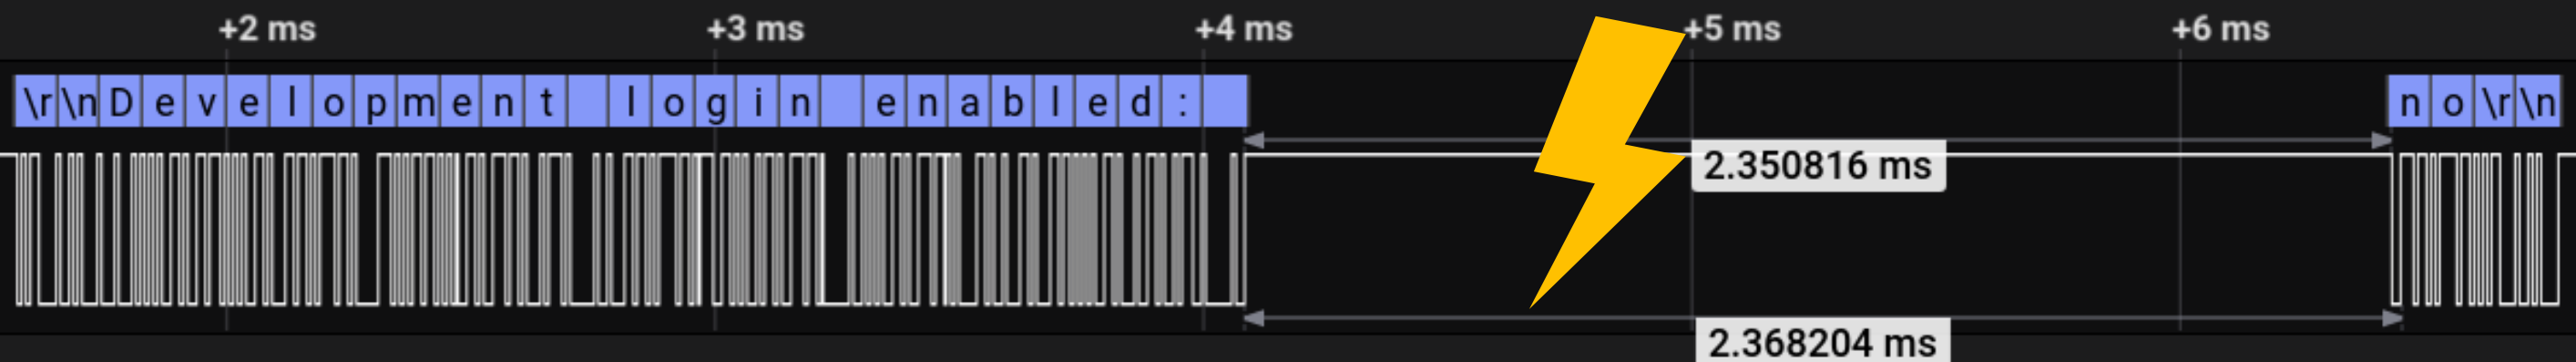 +2 ms +3 ms +4 ms +5 ms +6 ms
\r\nDevelopment login enabled: no\r\n
2.350816 ms
2.368204 ms